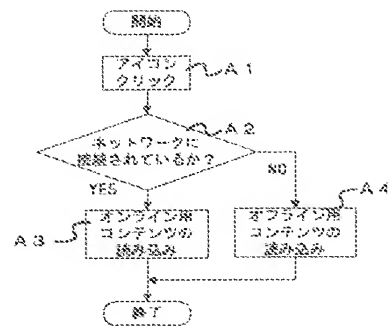 開始
アイコン
クリック
A1
ネットワークに
接続されているか?
A2
YES
NO
オンライン用
コンテンツの
読み込み
A3
オフライン用
コンテンツの
読み込み
A4
終了